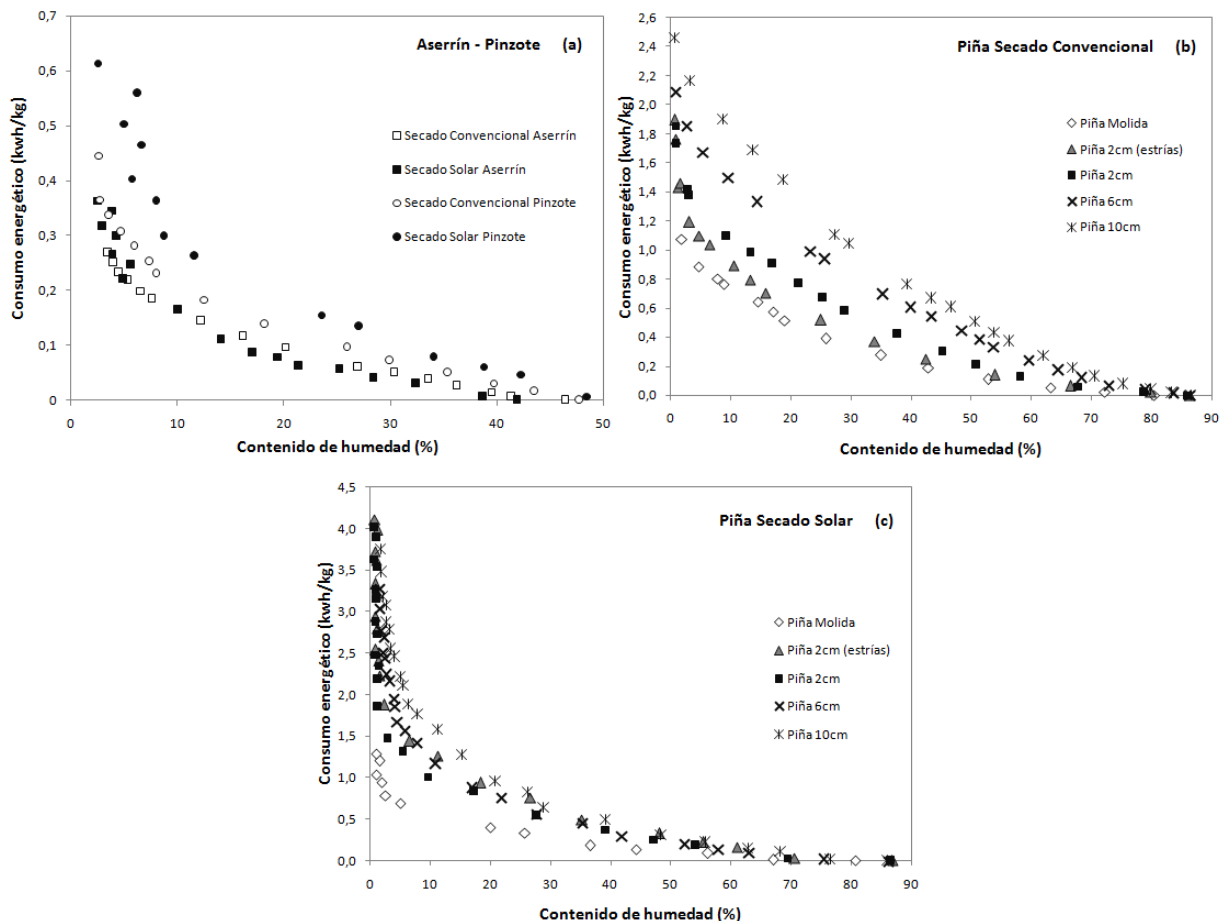 Aserrín - Pinzote (a)
Consumo energético (kwh/kg)
0,7
0,6
0,5
0,4
0,3
0,2
0,1
0
Secado Convencional Aserrín
Secado Solar Aserrín
Secado Convencional Pinzote
Secado Solar Pinzote
0 10 20 30 40 50
Contenido de humedad (%)
Piña Secado Convencional (b)
Consumo energético (kwh/kg)
2,6
2,4
2,2
2,0
1,8
1,6
1,4
1,2
1,0
0,8
0,6
0,4
0,2
0,0
Piña Molida
Piña 2cm (estrías)
Piña 2cm
Piña 6cm
Piña 10cm
0 10 20 30 40 50 60 70 80 90
Contenido de humedad (%)
Piña Secado Solar (c)
Consumo energético (kwh/kg)
4,5
4,0
3,5
3,0
2,5
2,0
1,5
1,0
0,5
0,0
Piña Molida
Piña 2cm (estrías)
Piña 2cm
Piña 6cm
Piña 10cm
0 10 20 30 40 50 60 70 80 90
Contenido de humedad (%)